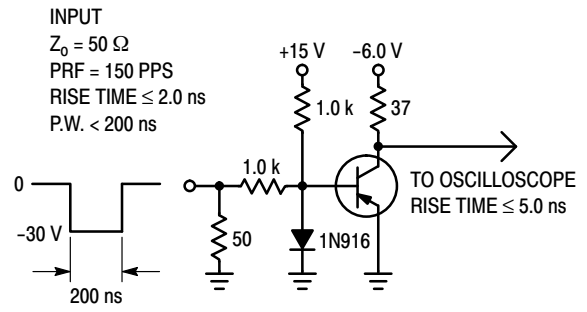 INPUT
Zo = 50 Ω
PRF = 150 PPS
RISE TIME ≤ 2.0 ns
P.W. < 200 ns
+15 V
−6.0 V
1.0 k
37
1.0 k
TO OSCILLOSCOPE
RISE TIME ≤ 5.0 ns
0
−30 V
50
1N916
200 ns